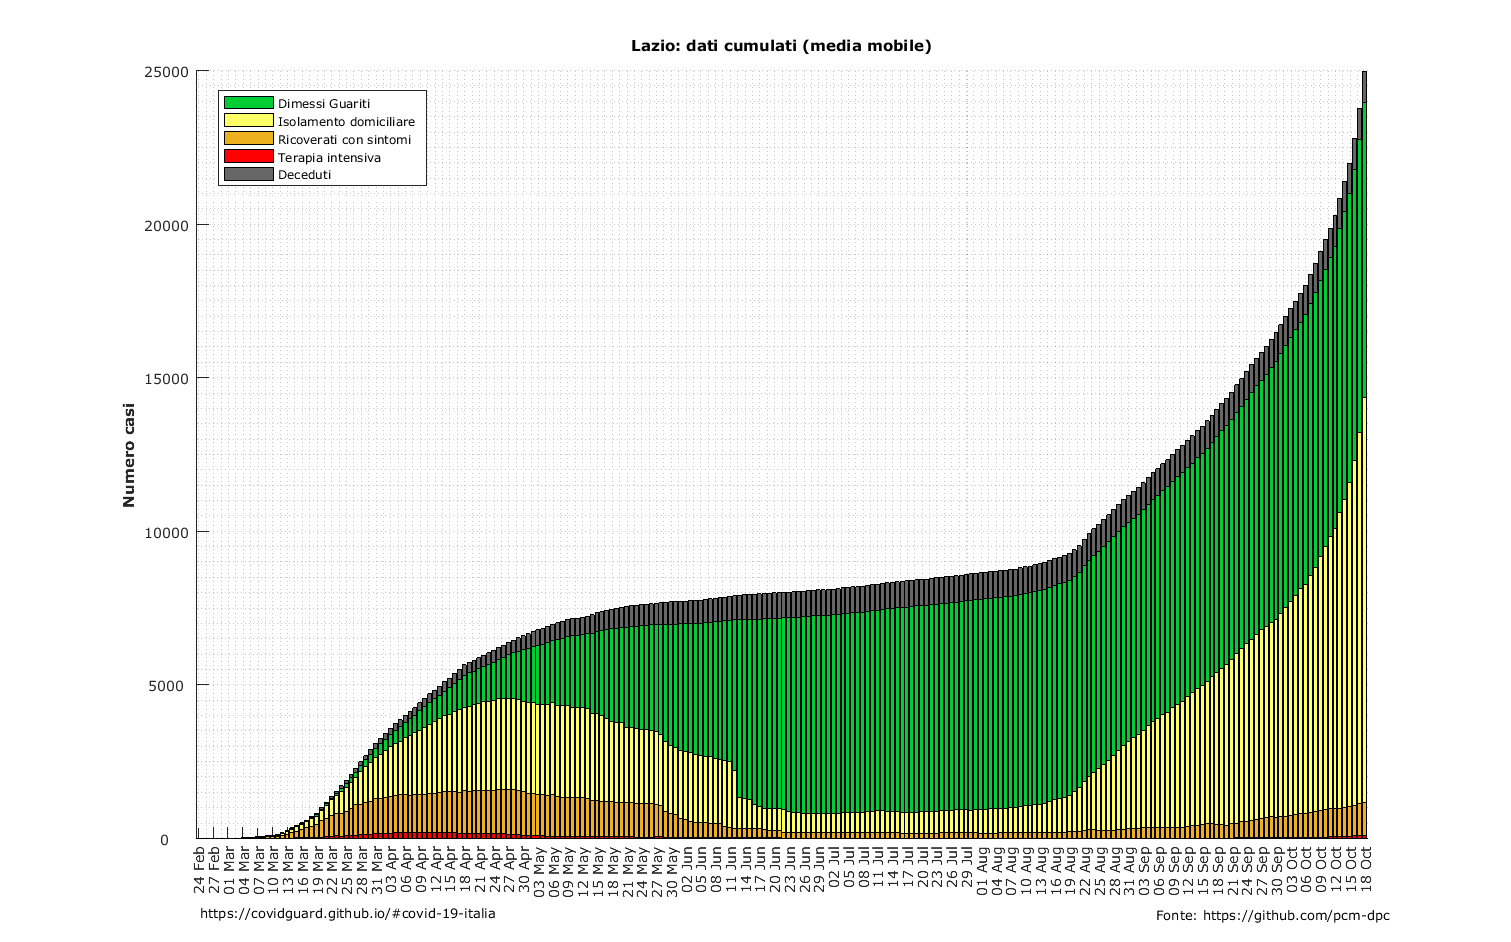 Lazio: dati cumulati (media mobile)
25000
20000
15000
10000
5000
0
Numero casi
Dimessi Guariti
Isolamento domiciliare
Ricoverati con sintomi
Terapia intensiva
Deceduti
24 Feb
27 Feb
01 Mar
04 Mar
07 Mar
10 Mar
13 Mar
16 Mar
19 Mar
22 Mar
25 Mar
28 Mar
31 Mar
03 Apr
06 Apr
09 Apr
12 Apr
15 Apr
18 Apr
21 Apr
24 Apr
27 Apr
30 Apr
03 May
06 May
09 May
12 May
15 May
18 May
21 May
24 May
27 May
30 May
02 Jun
05 Jun
08 Jun
11 Jun
14 Jun
17 Jun
20 Jun
23 Jun
26 Jun
29 Jun
02 Jul
05 Jul
08 Jul
11 Jul
14 Jul
17 Jul
20 Jul
23 Jul
26 Jul
29 Jul
01 Aug
04 Aug
07 Aug
10 Aug
13 Aug
16 Aug
19 Aug
22 Aug
25 Aug
28 Aug
31 Aug
03 Sep
06 Sep
09 Sep
12 Sep
15 Sep
18 Sep
21 Sep
24 Sep
27 Sep
30 Sep
03 Oct
06 Oct
09 Oct
12 Oct
15 Oct
18 Oct
https://covidguard.github.io/#covid-19-italia
Fonte: https://github.com/pcm-dpc